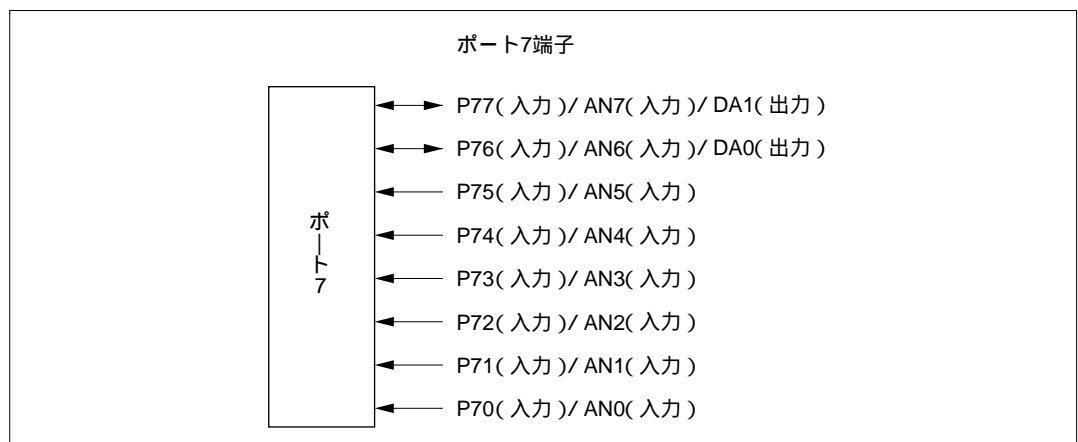 ポート7端子
P77(入力)/ AN7(入力)/ DA1(出力)
P76(入力)/ AN6(入力)/ DA0(出力)
P75(入力)/ AN5(入力)
P74(入力)/ AN4(入力)
P73(入力)/ AN3(入力)
P72(入力)/ AN2(入力)
P71(入力)/ AN1(入力)
P70(入力)/ AN0(入力)
ポート7